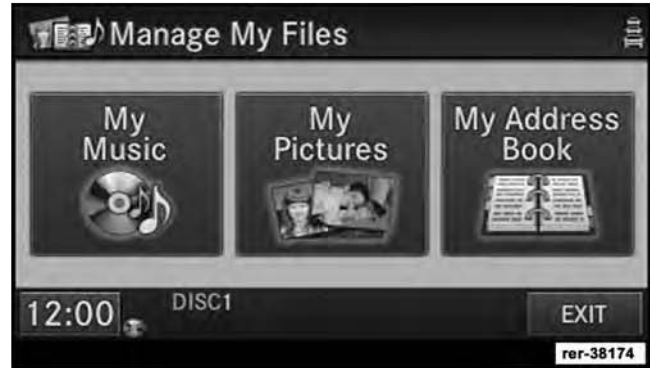 Manage My Files
My
Music
My
Pictures
My Address
Book
12:00
DISC1
EXIT
rer-38174